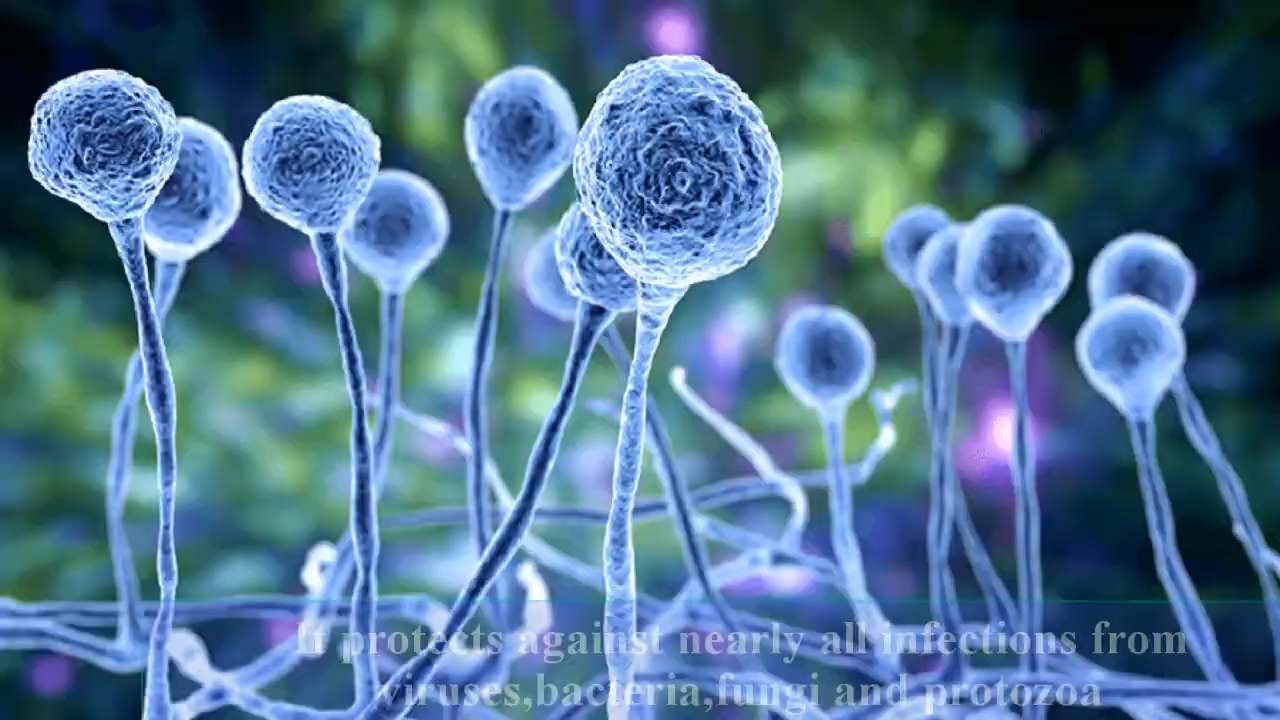 It protects against nearly all infections from
viruses,bacteria,fungi and protozoa